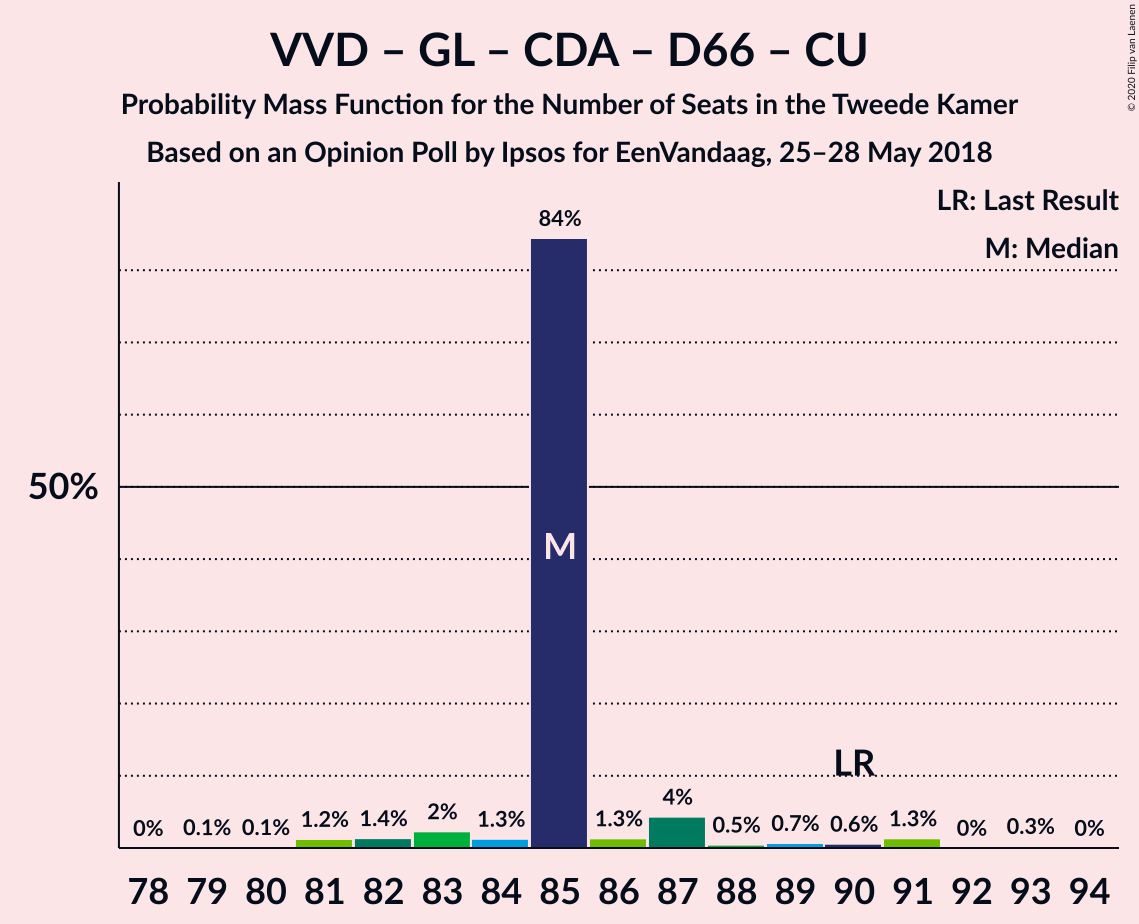 VVD – GL – CDA – D66 – CU
Probability Mass Function for the Number of Seats in the Tweede Kamer
Based on an Opinion Poll by Ipsos for EenVandaag, 25–28 May 2018
© 2020 Filip van Laenen
LR: Last Result
M: Median
84%
50%
M
LR
0% 0.1% 0.1% 1.2% 1.4% 2% 1.3% 1.3% 4% 0.5% 0.7% 0.6% 1.3% 0% 0.3% 0%
78 79 80 81 82 83 84 85 86 87 88 89 90 91 92 93 94